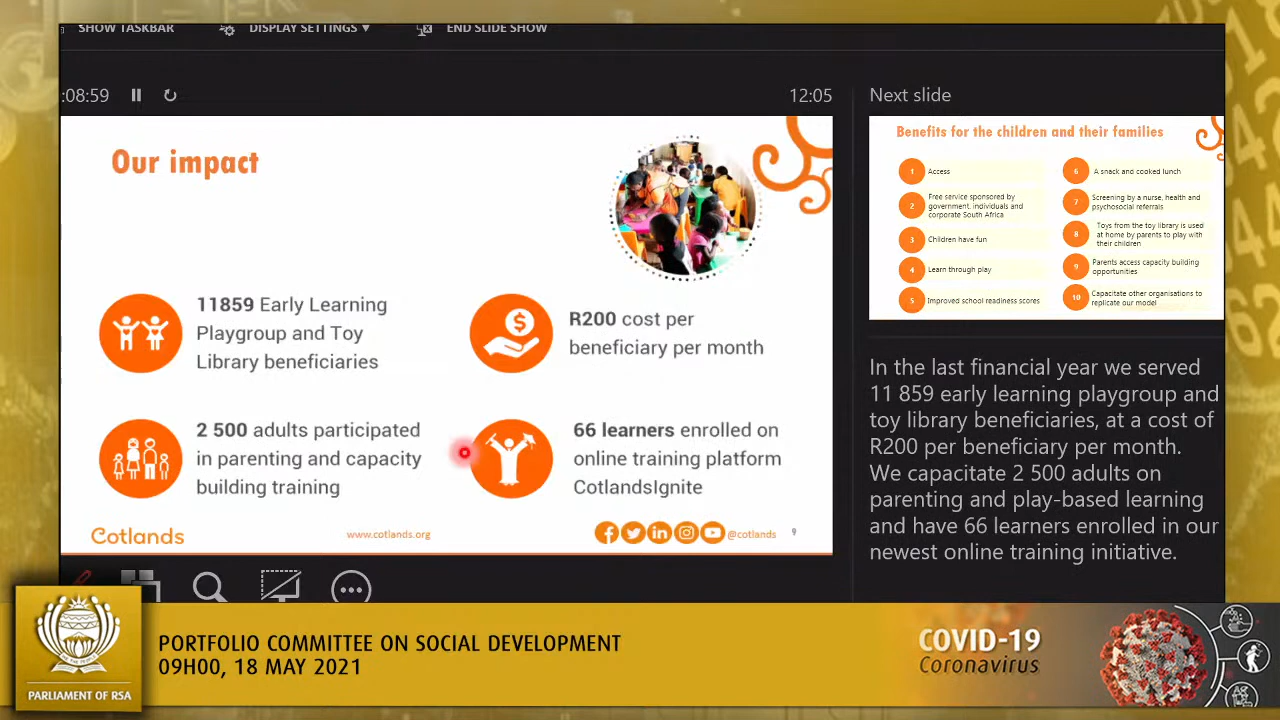 SHOW TASKBAR
DISPLAY SETTINGS ▼
END SLIDE SHOW
:08:59
12:05
Next slide
Our impact
11859 Early Learning
Playgroup and Toy
Library beneficiaries
R200 cost per
beneficiary per month
2 500 adults participated
in parenting and capacity
building training
66 learners enrolled on
online training platform
CotlandsIgnite
Cotlands
www.cotlands.org
@cotlands
9
Benefits for the children and their families
1
Access
2
Free service sponsored by
government, individuals and
corporate South Africa
3
Children have fun
4
Learn through play
5
Improved school readiness scores
6
A snack and cooked lunch
7
Screening by a nurse, health and
psychosocial referrals
8
Toys from the toy library is used
at home by parents to play with
their children
9
Parents access capacity building
opportunities
10
Capacitate other organisations to
replicate our model
In the last financial year we served
11 859 early learning playgroup and
toy library beneficiaries, at a cost of
R200 per beneficiary per month.
We capacitate 2 500 adults on
parenting and play-based learning
and have 66 learners enrolled in our
newest online training initiative.
PARLIAMENT OF RSA
PORTFOLIO COMMITTEE ON SOCIAL DEVELOPMENT
09H00, 18 MAY 2021
COVID-19
Coronavirus